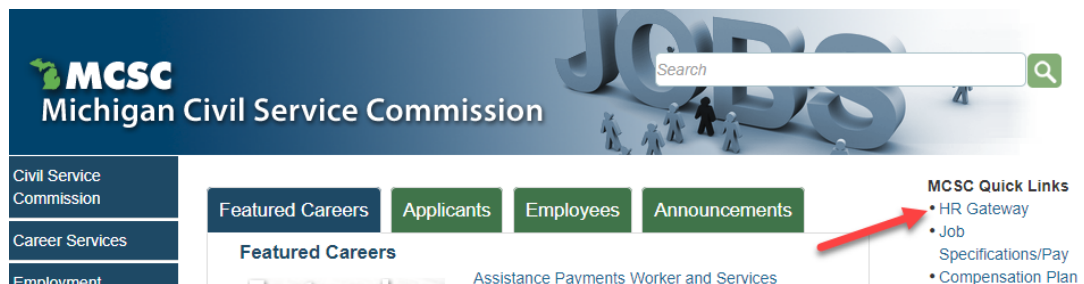 JOBS
MCSC
Michigan Civil Service Commission
Search
Civil Service
Commission
Career Services
Employment
Featured Careers
Applicants
Employees
Announcements
Featured Careers
Assistance Payments Worker and Services
MCSC Quick Links
• HR Gateway
• Job
Specifications/Pay
• Compensation Plan